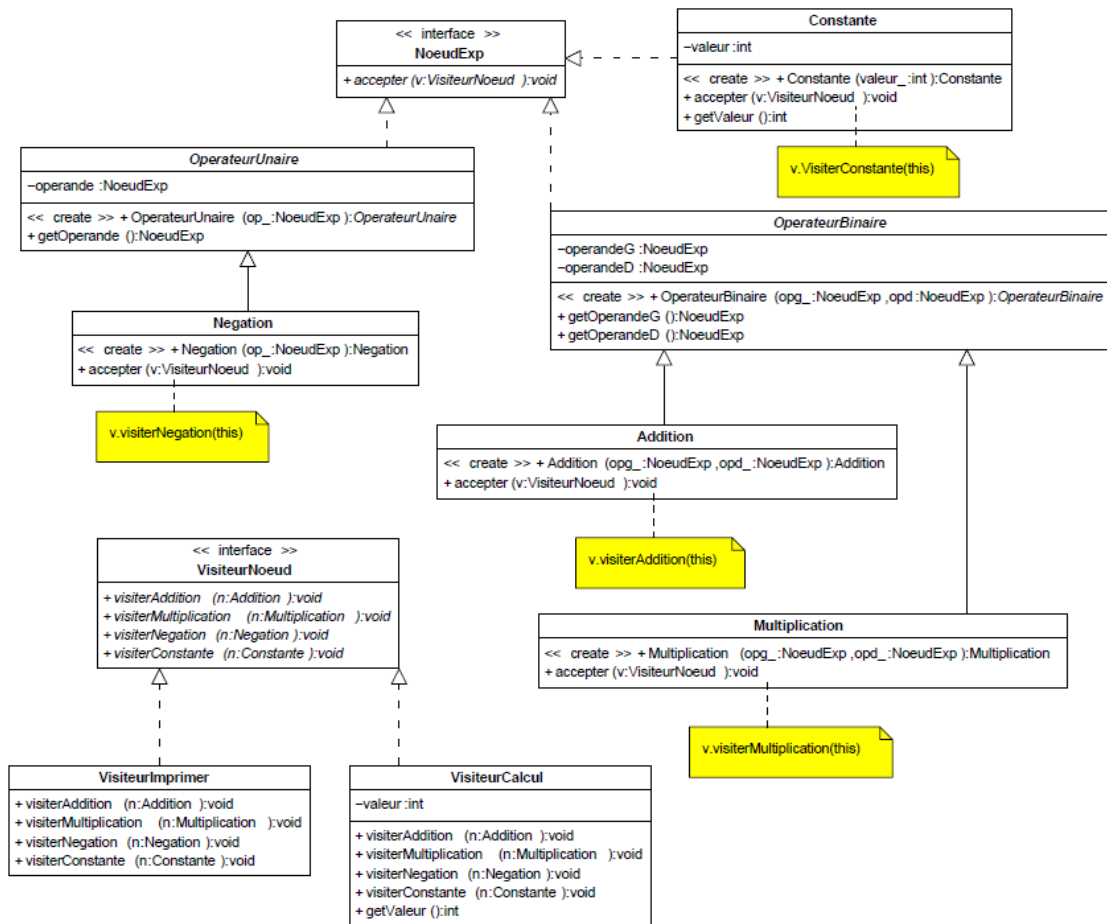 << interface >>
NoeudExp
+ accepter (v:VisiteurNoeud ):void
Constante
−valeur :int
<< create >> + Constante (valeur_ :int ):Constante
+ accepter (v:VisiteurNoeud ):void
+ getValeur ():int
v.VisiterConstante(this)
OperateurUnaire
−operande :NoeudExp
<< create >> + OperateurUnaire (op_:NoeudExp ):OperateurUnaire
+ getOperande ():NoeudExp
OperateurBinaire
−operandeG :NoeudExp
−operandeD :NoeudExp
<< create >> + OperateurBinaire (opg_:NoeudExp ,opd:NoeudExp ):OperateurBinaire
+ getOperandeG ():NoeudExp
+ getOperandeD ():NoeudExp
Negation
<< create >> + Negation (op_:NoeudExp ):Negation
+ accepter (v:VisiteurNoeud ):void
v.visiterNegation(this)
Addition
<< create >> + Addition (opg_:NoeudExp ,opd_:NoeudExp ):Addition
+ accepter (v:VisiteurNoeud ):void
v.visiterAddition(this)
<< interface >>
VisiteurNoeud
+ visiterAddition (n:Addition ):void
+ visiterMultiplication (n:Multiplication ):void
+ visiterNegation (n:Negation ):void
+ visiterConstante (n:Constante ):void
Multiplication
<< create >> + Multiplication (opg_:NoeudExp ,opd_:NoeudExp ):Multiplication
+ accepter (v:VisiteurNoeud ):void
v.visiterMultiplication(this)
VisiteurImprimer
+ visiterAddition (n:Addition ):void
+ visiterMultiplication (n:Multiplication ):void
+ visiterNegation (n:Negation ):void
+ visiterConstante (n:Constante ):void
VisiteurCalcul
−valeur :int
+ visiterAddition (n:Addition ):void
+ visiterMultiplication (n:Multiplication ):void
+ visiterNegation (n:Negation ):void
+ visiterConstante (n:Constante ):void
+ getValeur ():int